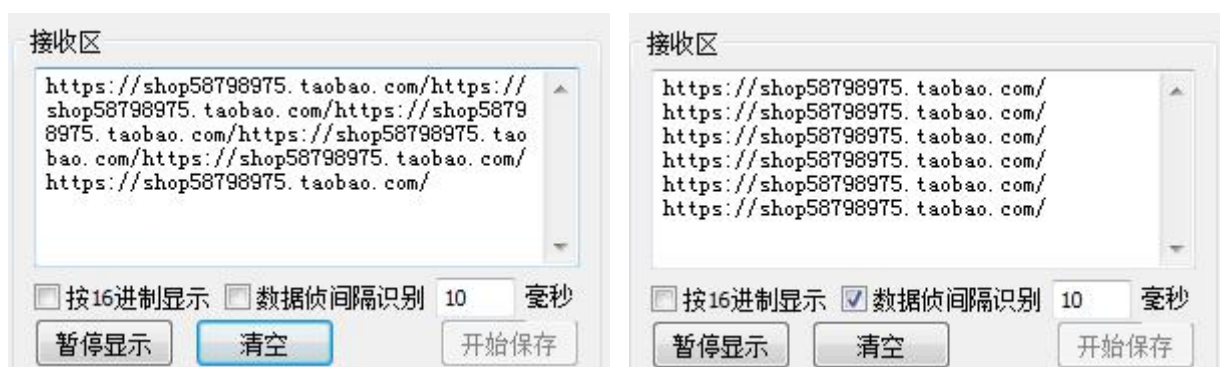 接收区
https://shop58798975.taobao.com/https://
shop58798975.taobao.com/https://shop5879
8975.taobao.com/https://shop58798975.tao
bao.com/https://shop58798975.taobao.com/
https://shop58798975.taobao.com/
按16进制显示 数据侦间隔识别 10 毫秒
暂停显示 清空 开始保存
接收区
https://shop58798975.taobao.com/
https://shop58798975.taobao.com/
https://shop58798975.taobao.com/
https://shop58798975.taobao.com/
https://shop58798975.taobao.com/
https://shop58798975.taobao.com/
按16进制显示 数据侦间隔识别 10 毫秒
暂停显示 清空 开始保存